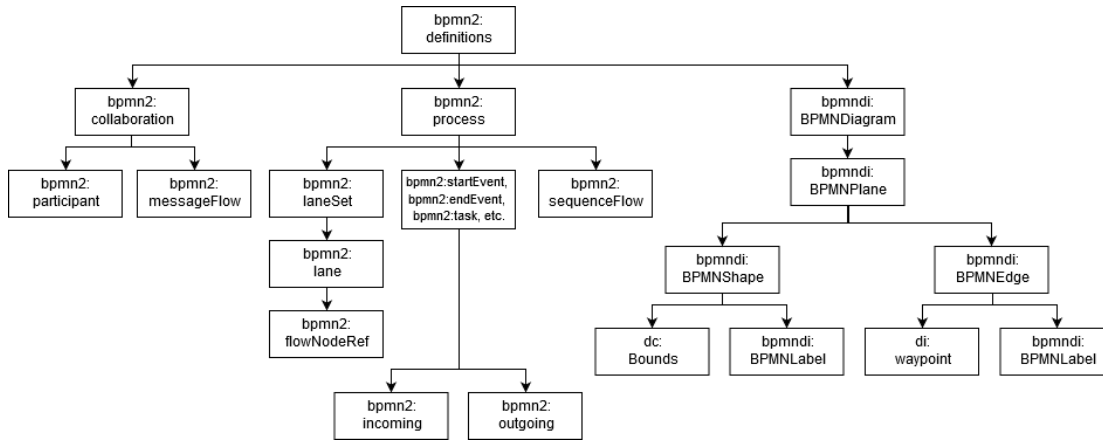 bpmn2:
definitions
bpmn2:
collaboration
bpmn2:
process
bpmndi:
BPMNDiagram
bpmn2:
participant
bpmn2:
messageFlow
bpmn2:
laneSet
bpmn2:startEvent,
bpmn2:endEvent,
bpmn2:task, etc.
bpmn2:
sequenceFlow
bpmndi:
BPMNPlane
bpmn2:
lane
bpmndi:
BPMNShape
bpmndi:
BPMNEdge
bpmn2:
flowNodeRef
dc:
Bounds
bpmndi:
BPMNLabel
di:
waypoint
bpmndi:
BPMNLabel
bpmn2:
incoming
bpmn2:
outgoing